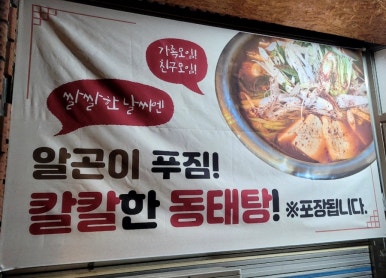 가족모임!
친구모임!
쌀쌀한 날씨엔
알곤이 푸짐!
칼칼한 동태탕! ※포장됩니다.